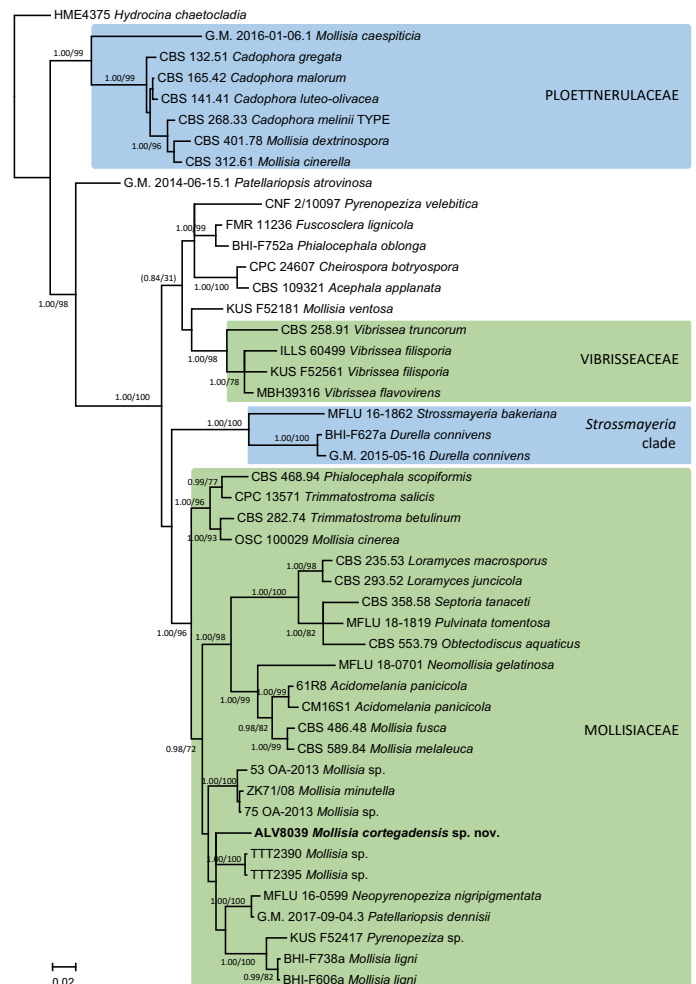 HME4375 Hydrocina chaetocladia
G.M. 2016-01-06.1 Mollisia caespiticia
1.00/99
CBS 132.51 Cadophora gregata
1.00/99
CBS 165.42 Cadophora malorum
CBS 141.41 Cadophora luteo-olivacea
PLOETTNERULACEAE
CBS 268.33 Cadophora melinii TYPE
1.00/96
CBS 401.78 Mollisia dextrinospora
CBS 312.61 Mollisia cinerella
G.M. 2014-06-15.1 Patellariopsis atrovinosa
CNF 2/10097 Pyrenopeziza velebitica
1.00/99
FMR 11236 Fuscosclera lignicola
BHI-F752a Phialocephala oblonga
CPC 24607 Cheirospora botryospora
(0.84/31)
1.00/100
CBS 109321 Acephala applanata
1.00/98
KUS F52181 Mollisia ventosa
CBS 258.91 Vibrissea truncorum
ILLS 60499 Vibrissea filisporia
1.00/98
VIBRISSEACEAE
KUS F52561 Vibrissea filisporia
1.00/78
MBH39316 Vibrissea flavovirens
1.00/100
MFLU 16-1862 Strossmayeria bakeriana
1.00/100
BHI-F627a Durella connivens
1.00/100
G.M. 2015-05-16 Durella connivens
Strossmayeria
clade
CBS 468.94 Phialocephala scopiformis
0.99/77
CPC 13571 Trimmatostroma salicis
1.00/96
CBS 282.74 Trimmatostroma betulinum
1.00/93
OSC 100029 Mollisia cinerea
CBS 235.53 Loramyces macrosporus
1.00/98
CBS 293.52 Loramyces juncicola
1.00/100
CBS 358.58 Septoria tanaceti
MFLU 18-1819 Pulvinata tomentosa
1.00/96
1.00/82
CBS 553.79 Obtectodiscus aquaticus
1.00/98
MFLU 18-0701 Neomollisia gelatinosa
1.00/99
61R8 Acidomelania panicicola
1.00/99
CM16S1 Acidomelania panicicola
CBS 486.48 Mollisia fusca
0.98/82
MOLLISIACEAE
1.00/99
CBS 589.84 Mollisia melaleuca
0.98/72
53 OA-2013 Mollisia sp.
1.00/100
ZK71/08 Mollisia minutella
75 OA-2013 Mollisia sp.
ALV8039 Mollisia cortegadensis sp. nov.
TTT2390 Mollisia sp.
1.00/100
TTT2395 Mollisia sp.
MFLU 16-0599 Neopyrenopeziza nigripigmentata
1.00/100
G.M. 2017-09-04.3 Patellariopsis dennisii
KUS F52417 Pyrenopeziza sp.
BHI-F738a Mollisia ligni
1.00/100
0.99/82
BHI-F606a Mollisia ligni
0.02